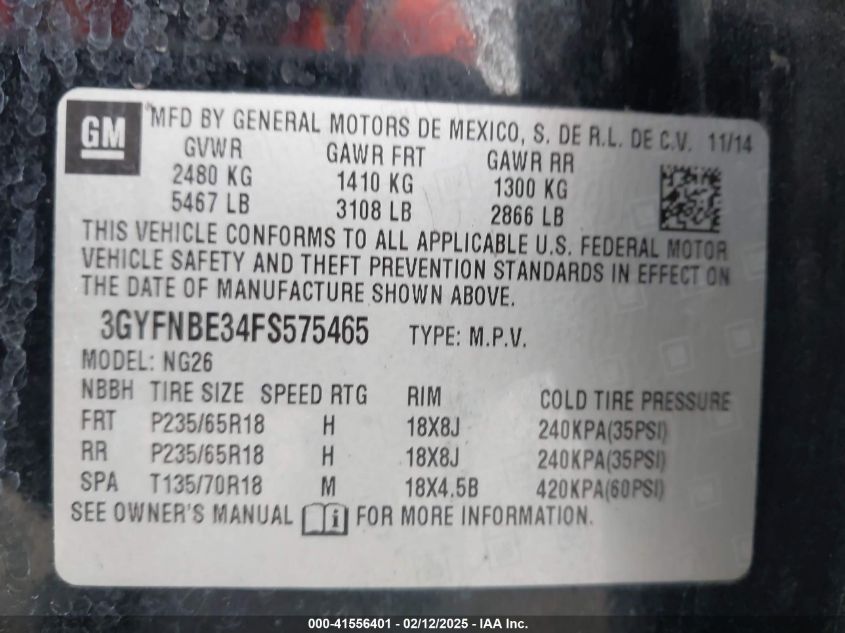 GM
MFD BY GENERAL MOTORS DE MEXICO, S. DE R.L. DE C.V. 11/14
GVWR GAWR FRT GAWR RR
2480 KG 1410 KG 1300 KG
5467 LB 3108 LB 2866 LB
THIS VEHICLE CONFORMS TO ALL APPLICABLE U.S. FEDERAL MOTOR
VEHICLE SAFETY AND THEFT PREVENTION STANDARDS IN EFFECT ON
THE DATE OF MANUFACTURE SHOWN ABOVE.
3GYFNBE34FS575465 TYPE: M.P.V.
MODEL: NG26
NBBH TIRE SIZE SPEED RTG RIM COLD TIRE PRESSURE
FRT P235/65R18 H 18X8J 240KPA(35PSI)
RR P235/65R18 H 18X8J 240KPA(35PSI)
SPA T135/70R18 M 18X4.5B 420KPA(60PSI)
SEE OWNER'S MANUAL i FOR MORE INFORMATION.
000-41556401 - 02/12/2025 - IAA Inc.